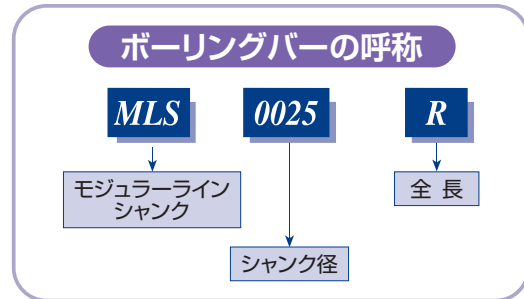 ボーリングバーの呼称
MLS 0025 R
モジュラーライン
シャンク
全長
シャンク径